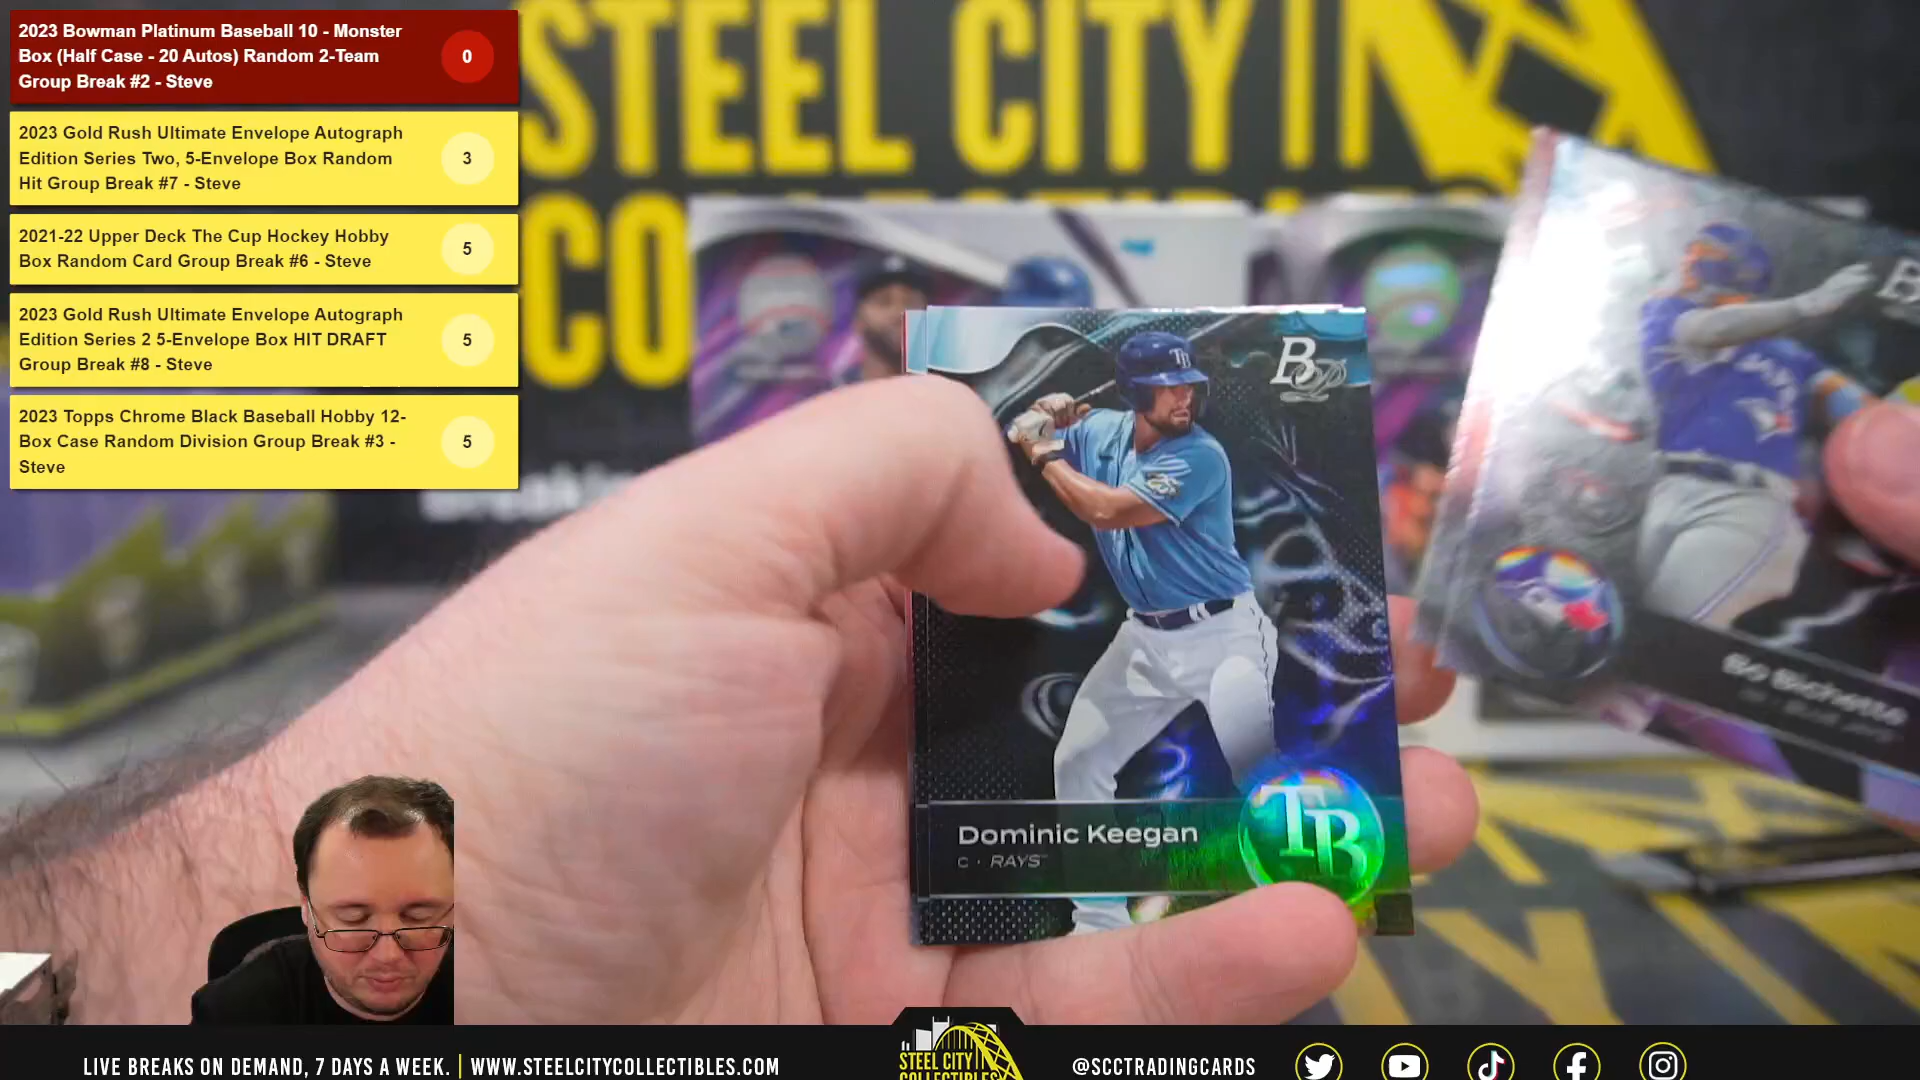 2023 Bowman Platinum Baseball 10 - Monster
Box (Half Case - 20 Autos) Random 2-Team
Group Break #2 - Steve
0
2023 Gold Rush Ultimate Envelope Autograph
Edition Series Two, 5-Envelope Box Random
Hit Group Break #7 - Steve
3
2021-22 Upper Deck The Cup Hockey Hobby
Box Random Card Group Break #6 - Steve
5
2023 Gold Rush Ultimate Envelope Autograph
Edition Series 2 5-Envelope Box HIT DRAFT
Group Break #8 - Steve
5
2023 Topps Chrome Black Baseball Hobby 12-
Box Case Random Division Group Break #3 -
Steve
5
STEEL CITY
TB
Dominic Keegan
C · RAYS
TB
Bo Bichette
LIVE BREAKS ON DEMAND, 7 DAYS A WEEK. | WWW.STEELCITYCOLLECTIBLES.COM
STEEL CITY
COLLECTIBLES
@SCCTRADINGCARDS